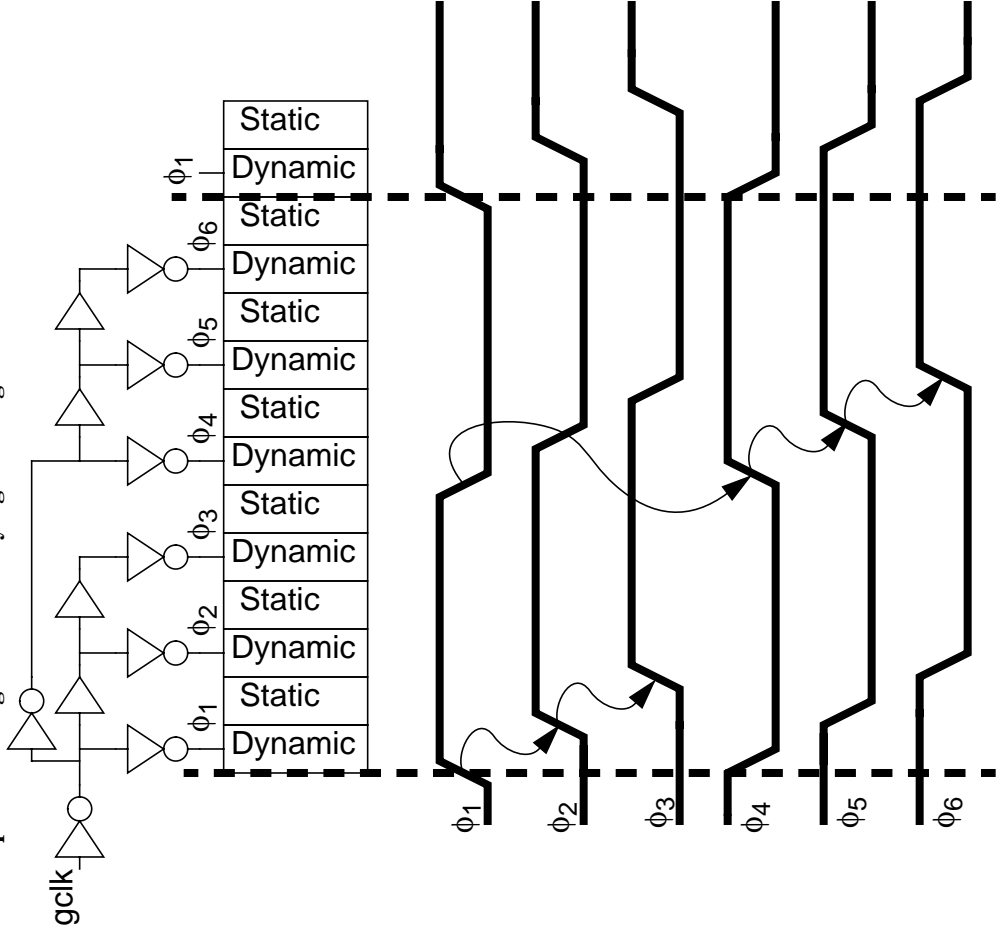 Static
ϕ1 Dynamic
Static
ϕ6 Dynamic
Static
ϕ5 Dynamic
Static
ϕ4 Dynamic
Static
ϕ3 Dynamic
Static
ϕ2 Dynamic
Static
ϕ1 Dynamic
gclk
ϕ1
ϕ2
ϕ3
ϕ4
ϕ5
ϕ6